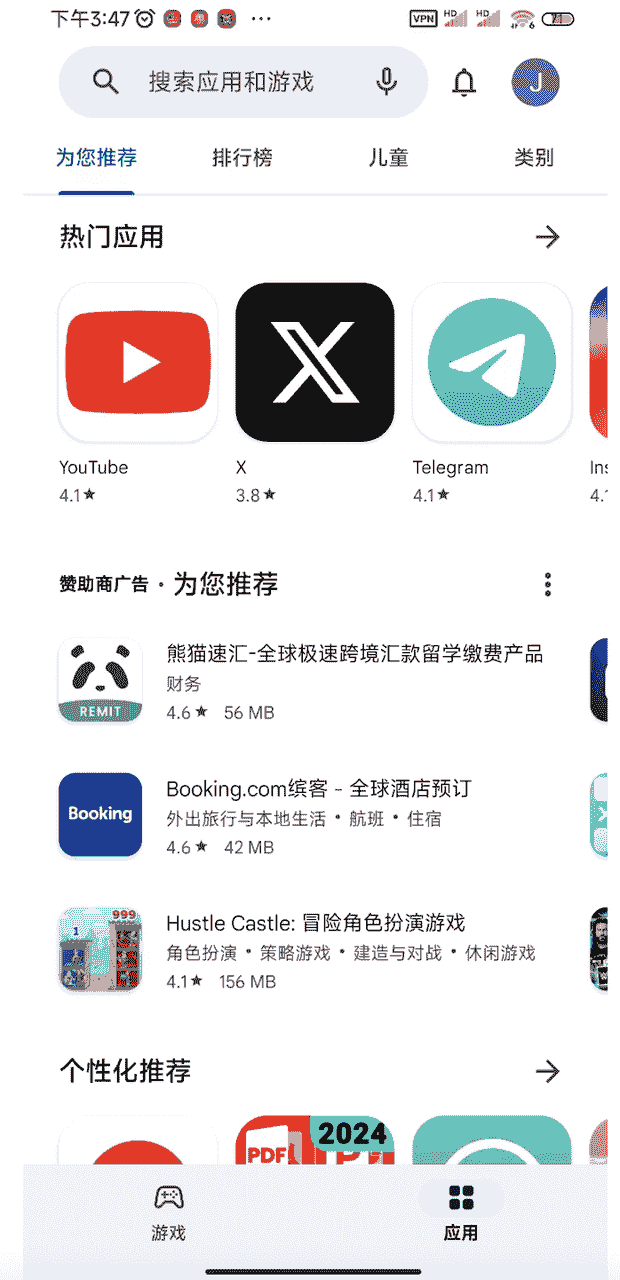 下午3:47
VPN HD HD 6
搜索应用和游戏
J
为您推荐 排行榜 儿童 类别
热门应用
YouTube X Telegram Ins
4.1★ 3.8★ 4.1★ 4.1
赞助商广告 · 为您推荐
熊猫速汇-全球极速跨境汇款留学缴费产品
财务
REMIT
4.6★ 56 MB
Booking.com缤客 - 全球酒店预订
Booking
外出旅行与本地生活 • 航班 • 住宿
4.6★ 42 MB
999
1
Hustle Castle: 冒险角色扮演游戏
角色扮演 • 策略游戏 • 建造与对战 • 休闲游戏
4.1★ 156 MB
个性化推荐
2024
PDF
游戏 应用